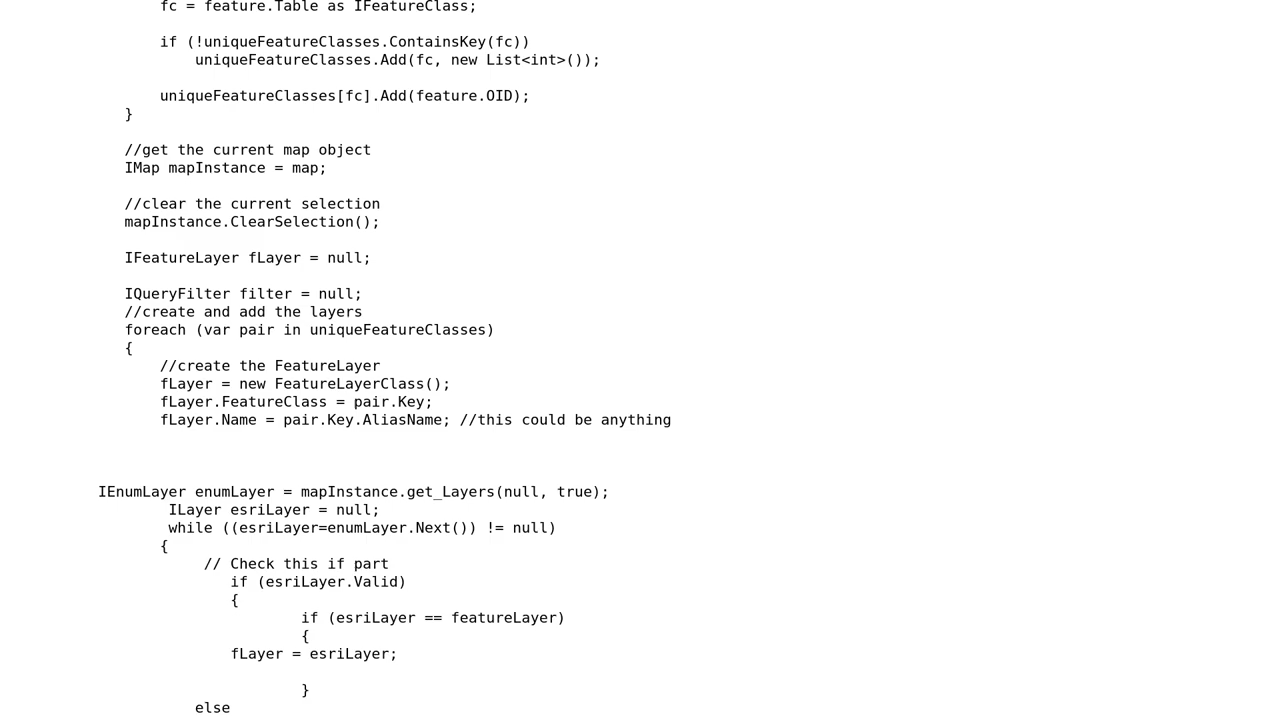 fc = feature.Table as IFeatureClass;
if (!uniqueFeatureClasses.ContainsKey(fc))
uniqueFeatureClasses.Add(fc, new List<int>());
uniqueFeatureClasses[fc].Add(feature.OID);
}
//get the current map object
IMap mapInstance = map;
//clear the current selection
mapInstance.ClearSelection();
IFeatureLayer fLayer = null;
IQueryFilter filter = null;
//create and add the layers
foreach (var pair in uniqueFeatureClasses)
{
//create the FeatureLayer
fLayer = new FeatureLayerClass();
fLayer.FeatureClass = pair.Key;
fLayer.Name = pair.Key.AliasName; //this could be anything
IEnumLayer enumLayer = mapInstance.get_Layers(null, true);
ILayer esriLayer = null;
while ((esriLayer=enumLayer.Next()) != null)
{
// Check this if part
if (esriLayer.Valid)
{
if (esriLayer == featureLayer)
{
fLayer = esriLayer;
}
else